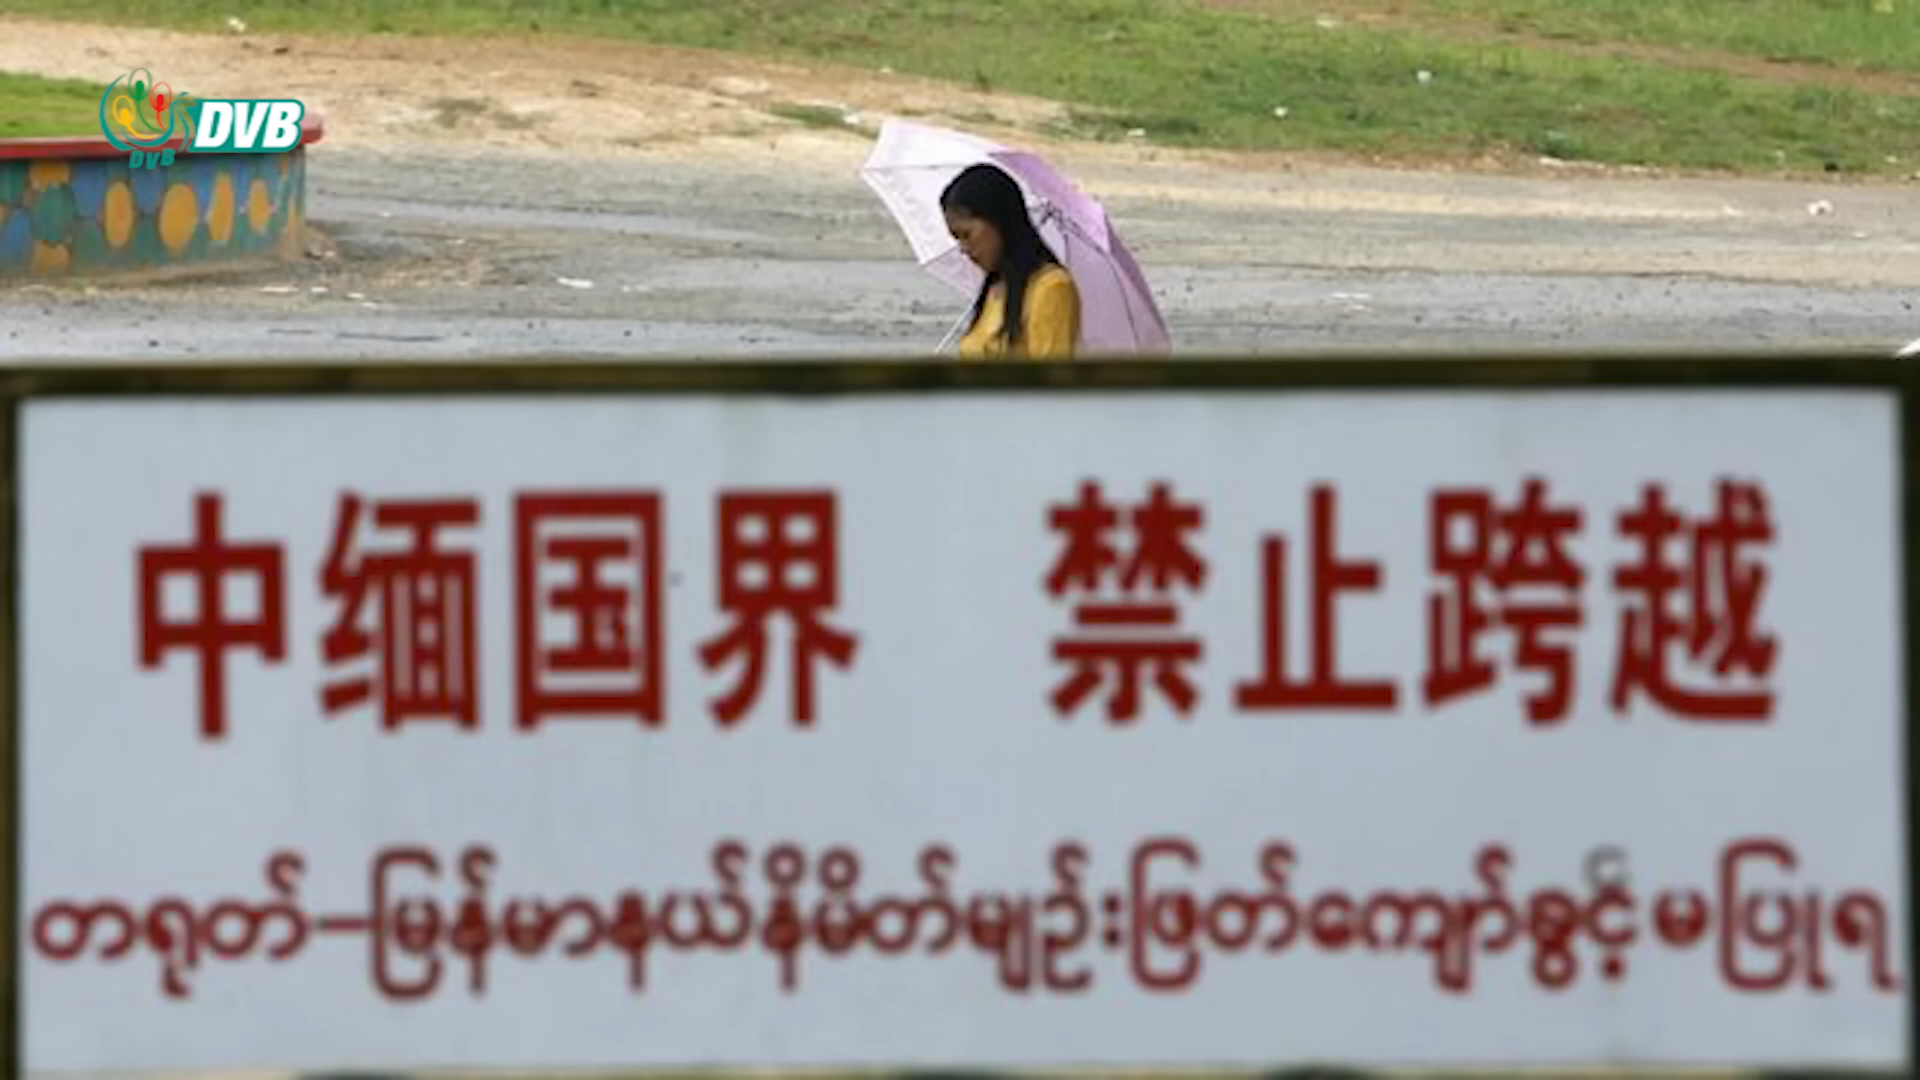 DVB
DVB
中缅国界 禁止跨越
တရုတ်-မြန်မာနယ်နိမိတ်မျဉ်းဖြတ်ကျော်ခွင့်မပြုရ